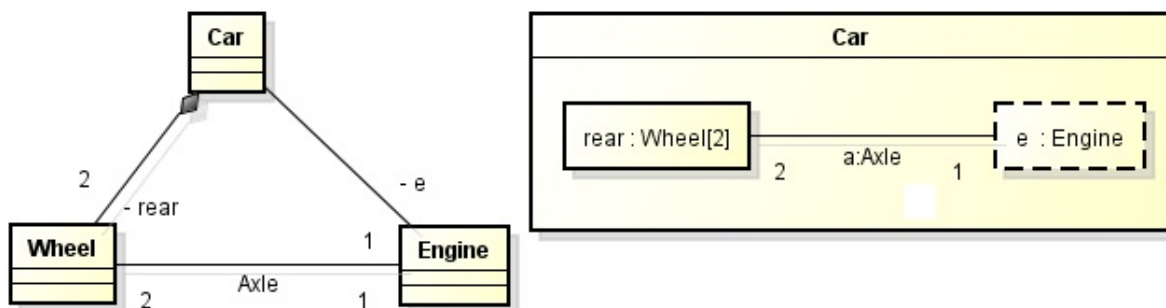 Car
2
- rear
- e
Wheel
1
Engine
Axle
2
1
Car
rear : Wheel[2]
e : Engine
a:Axle
2
1